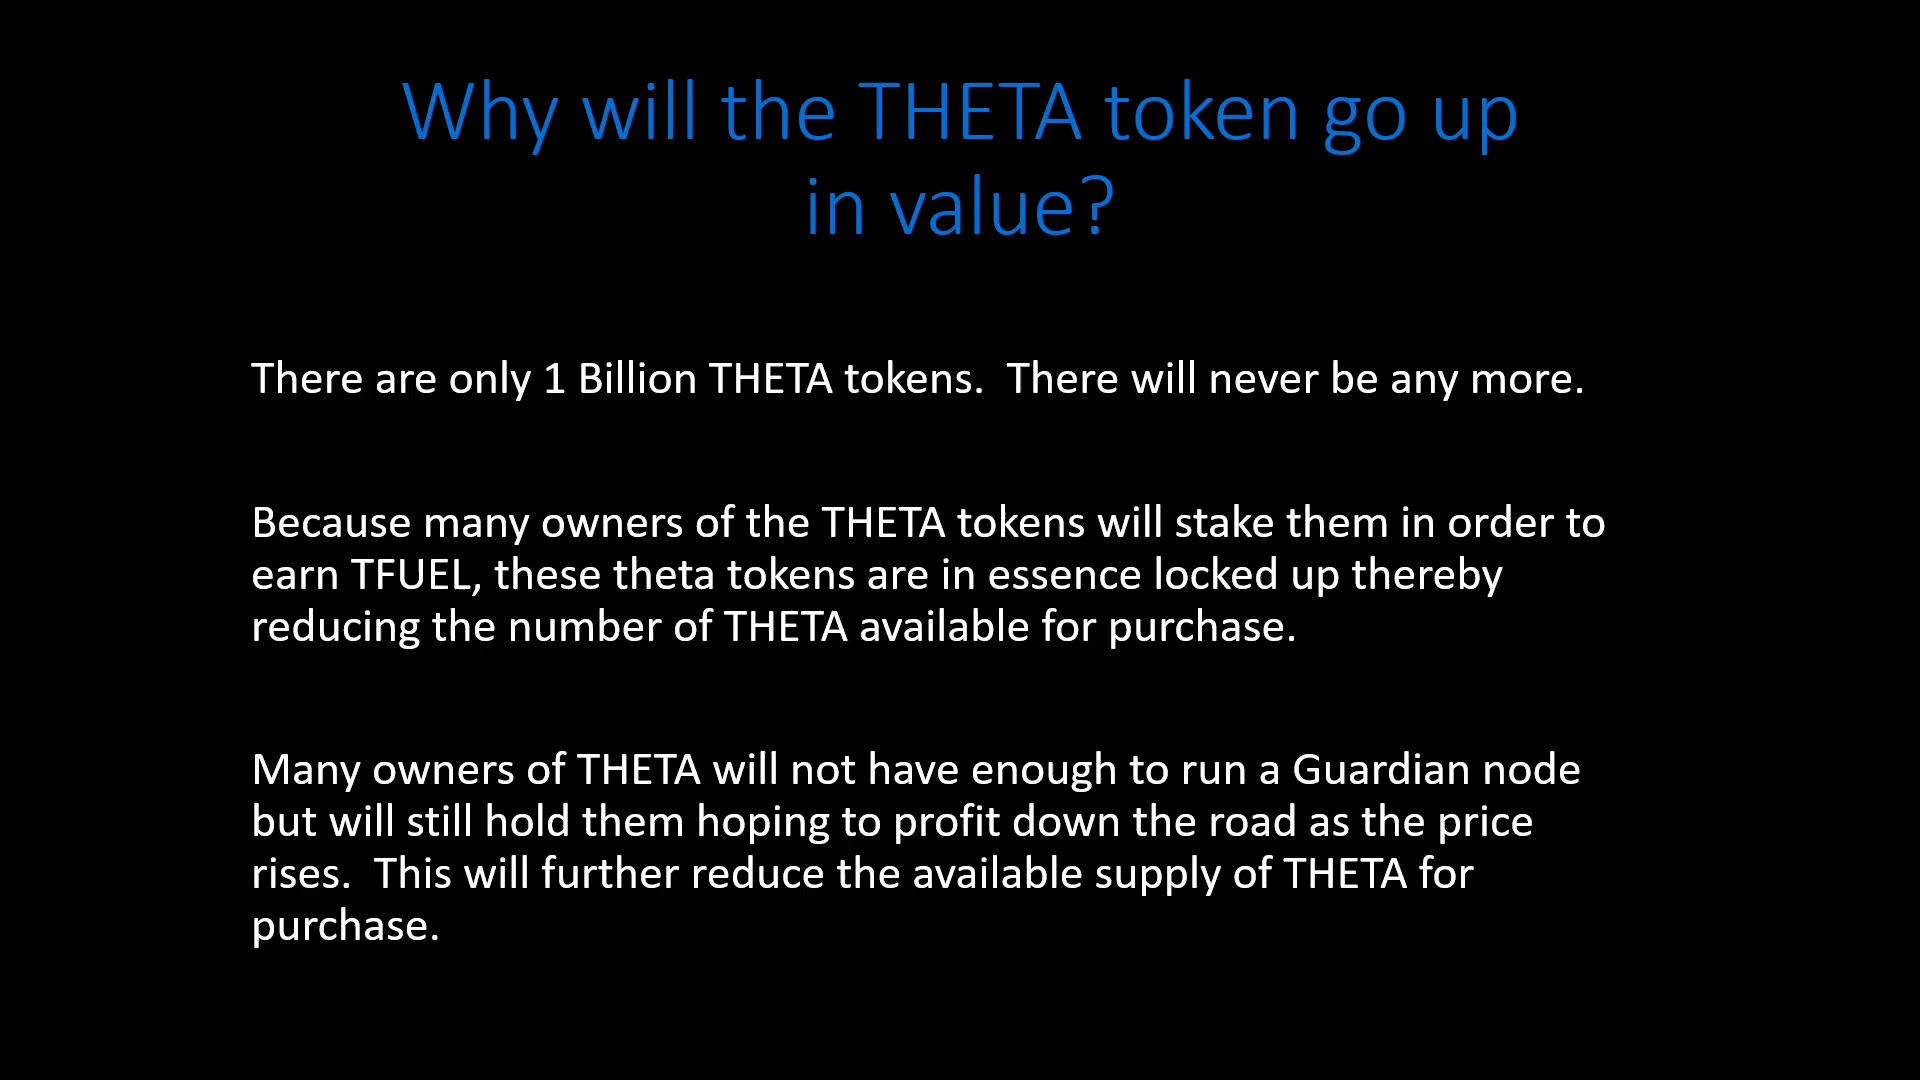 Why will the THETA token go up
in value?
There are only 1 Billion THETA tokens.  There will never be any more.
Because many owners of the THETA tokens will stake them in order to
earn TFUEL, these theta tokens are in essence locked up thereby
reducing the number of THETA available for purchase.
Many owners of THETA will not have enough to run a Guardian node
but will still hold them hoping to profit down the road as the price
rises.  This will further reduce the available supply of THETA for
purchase.